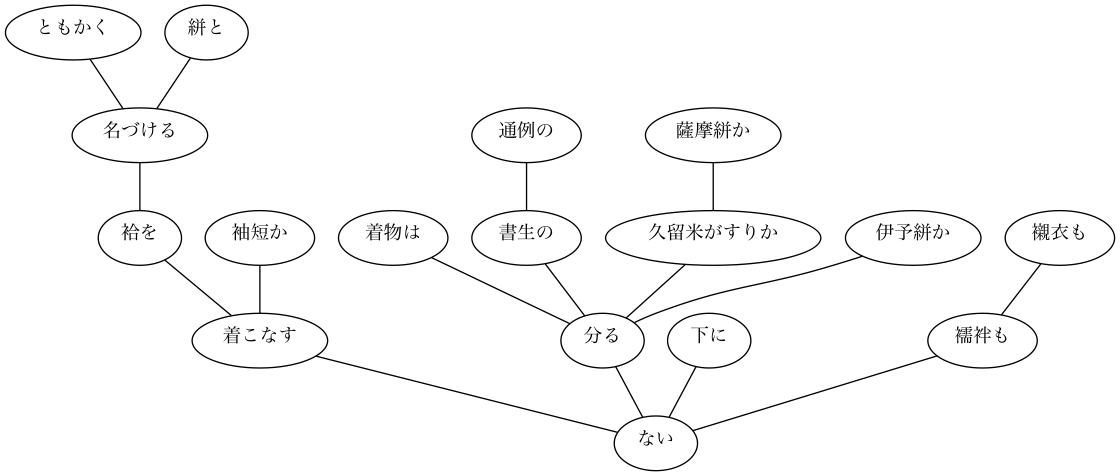 ともかく 絣と
名づける 通例の 薩摩絣か
袷を 袖短か 着物は 書生の 久留米がすりか 伊予絣か 襯衣も
着こなす 分る 下に 襦袢も
ない